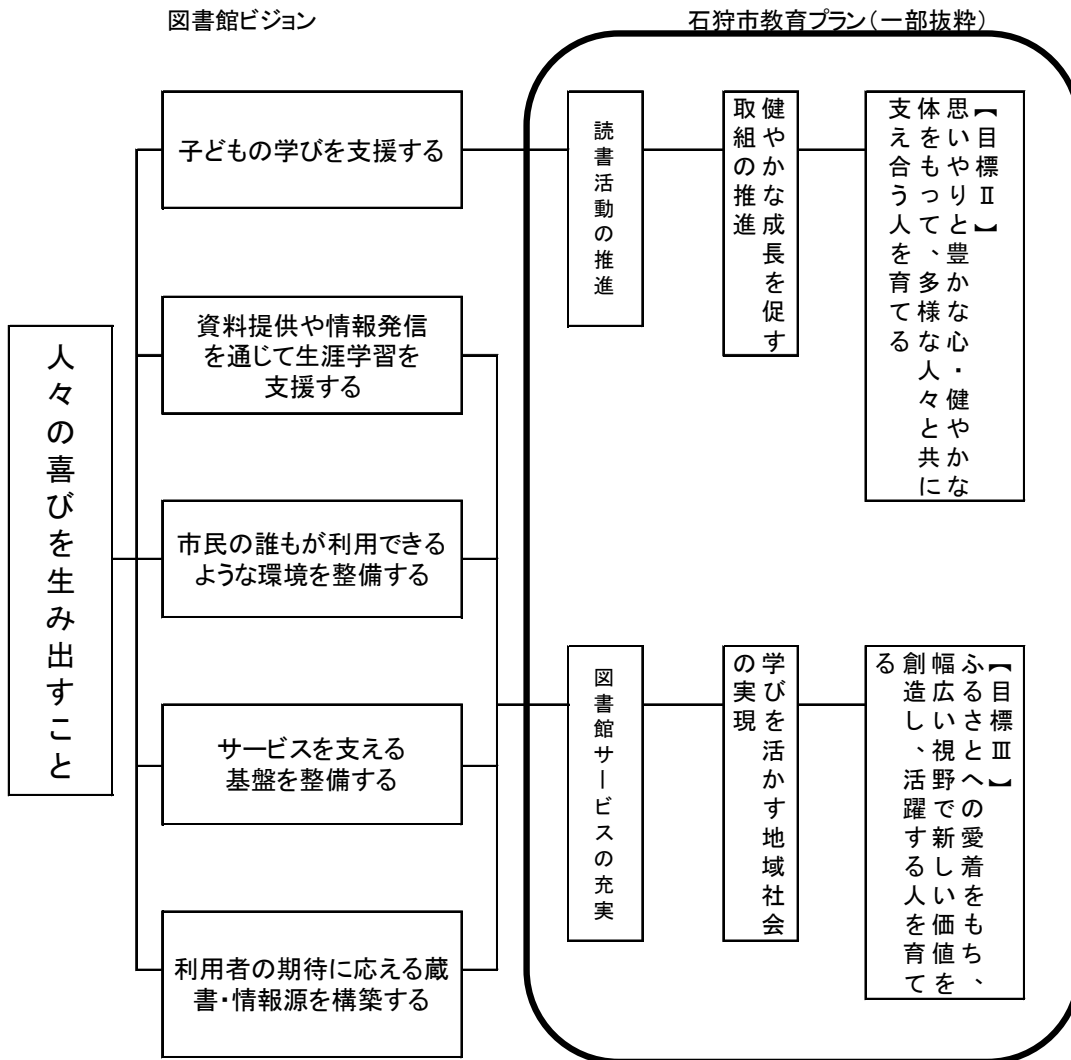 図書館ビジョン
石狩市教育プラン(一部抜粋)
人々の喜びを生み出すこと
子どもの学びを支援する
資料提供や情報発信
を通じて生涯学習を
支援する
市民の誰もが利用できる
ような環境を整備する
サービスを支える
基盤を整備する
利用者の期待に応える蔵
書・情報源を構築する
読書活動の推進
健やかな成長を促す
取組の推進
【目標Ⅱ】
思いやりと豊かな心・健やかな
体をもって、多様な人々と共に
支え合う人を育てる
図書館サービスの充実
学びを活かす地域社会
の実現
【目標Ⅲ】
ふるさとへの愛着をもち、
幅広い視野で新しい価値を
創造し、活躍する人を育て
る